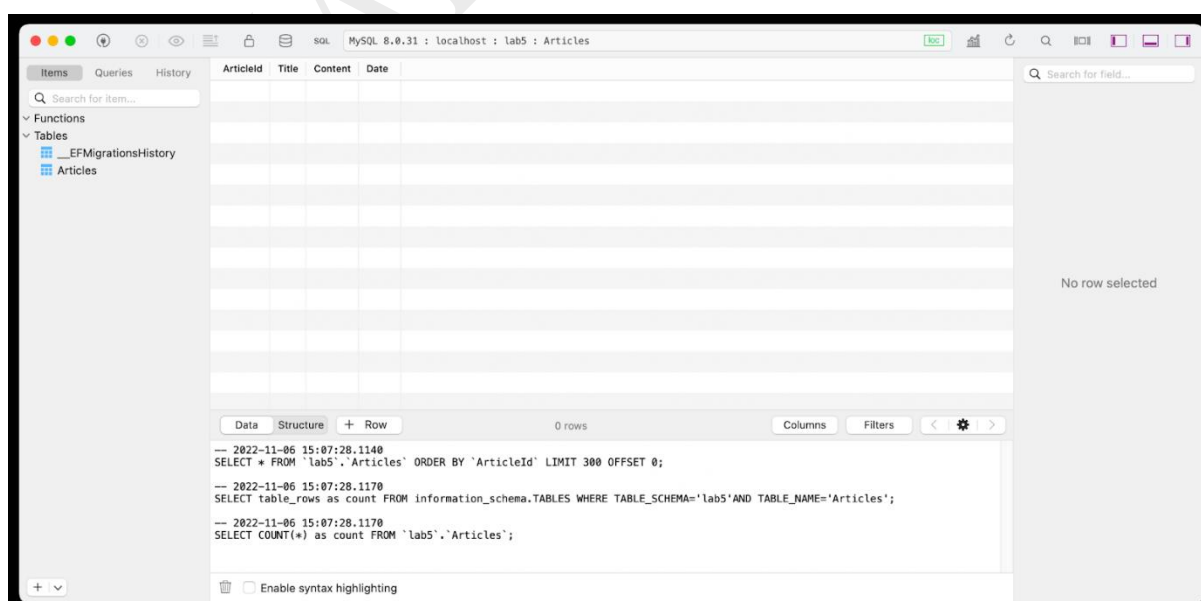 SQL MySQL 8.0.31 : localhost : lab5 : Articles loc
Items Queries History
Search for item...
Functions
Tables
__EFMigrationsHistory
Articles
ArticleId Title Content Date
Search for field...
No row selected
Data Structure + Row 0 rows Columns Filters
-- 2022-11-06 15:07:28.1140
SELECT * FROM `lab5`.`Articles` ORDER BY `ArticleId` LIMIT 300 OFFSET 0;
-- 2022-11-06 15:07:28.1170
SELECT table_rows as count FROM information_schema.TABLES WHERE TABLE_SCHEMA='lab5'AND TABLE_NAME='Articles';
-- 2022-11-06 15:07:28.1170
SELECT COUNT(*) as count FROM `lab5`.`Articles`;
Enable syntax highlighting